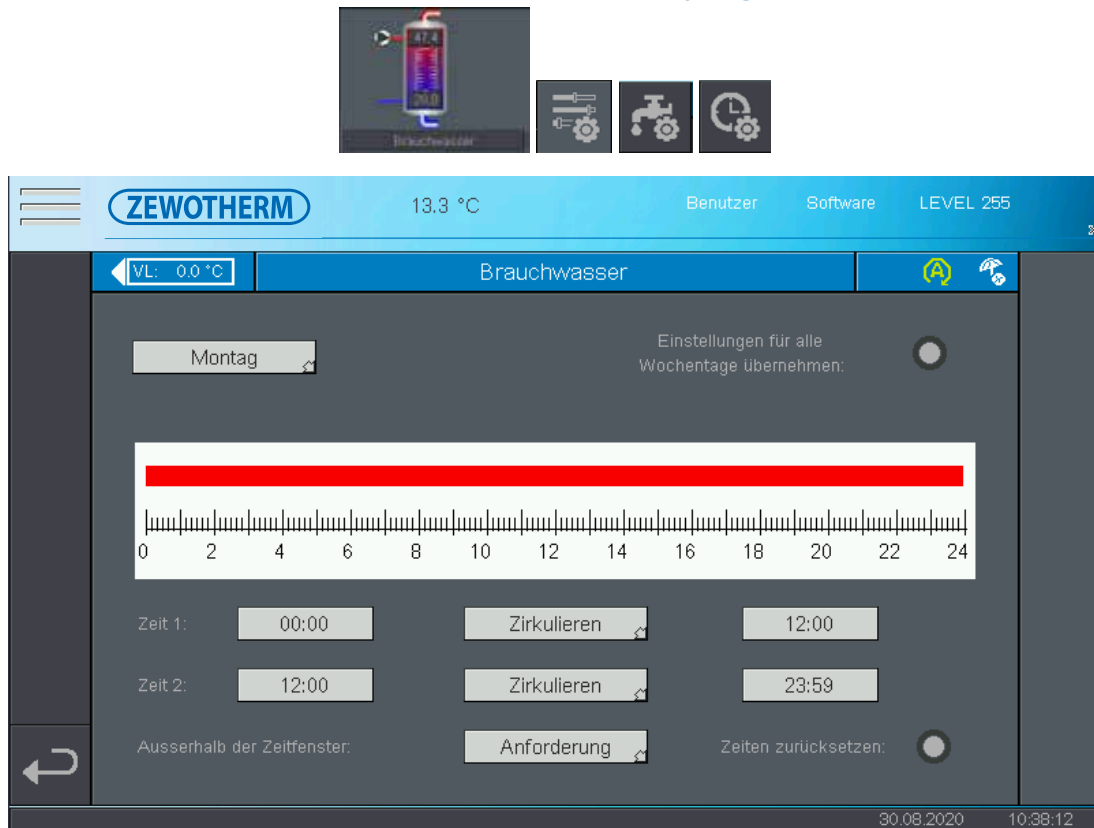 47,4
20,0
Brauchwasser
ZEWOTHERM
13.3 °C
Benutzer
Software
LEVEL 255
VL: 0.0 °C
Brauchwasser
A
Montag
Einstellungen für alle
Wochentage übernehmen:
0 2 4 6 8 10 12 14 16 18 20 22 24
Zeit 1: 00:00 Zirkulieren 12:00
Zeit 2: 12:00 Zirkulieren 23:59
Ausserhalb der Zeitfenster: Anforderung Zeiten zurücksetzen:
30.08.2020 10:38:12